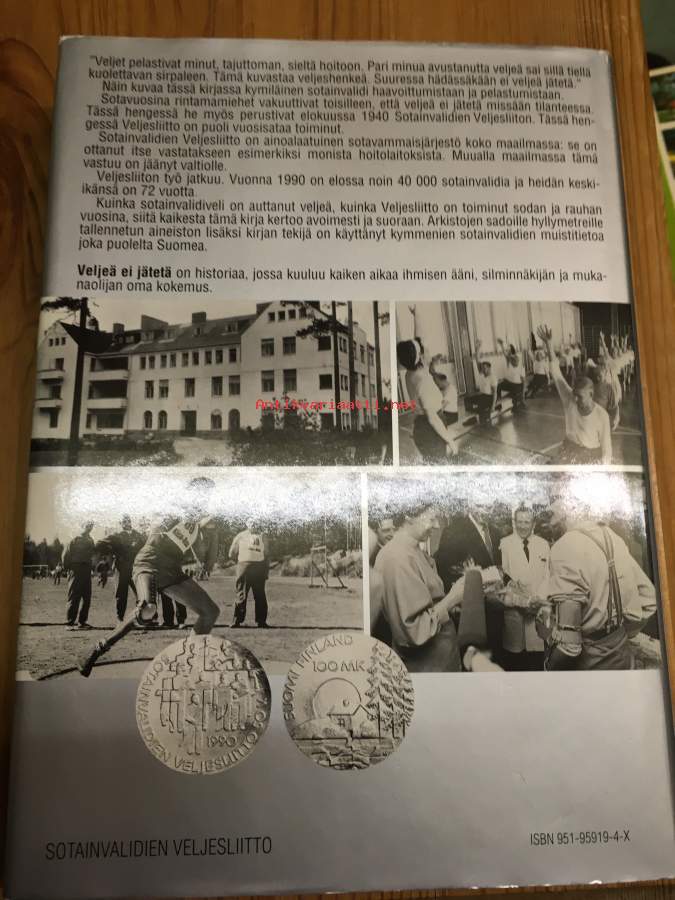 "Veljet pelastivat minut, tajuttoman, sieltä hoitoon. Pari minua avustanutta veljeä sai sillä tiellä
kuolettavan sirpaleen. Tämä kuvastaa veljeshenkeä. Suuressa hädässäkään ei veljeä jätetä."
Näin kuvaa tässä kirjassa kymiläinen sotainvalidi haavoittumistaan ja pelastumistaan.
Sotavuosina rintamamiehet vakuuttivat toisilleen, että veljeä ei jätetä missään tilanteessa.
Tässä hengessä he myös perustivat elokuussa 1940 Sotainvalidien Veljesliiton. Tässä hen-
gessä Veljesliitto on puoli vuosisataa toiminut.
Sotainvalidien Veljesliitto on ainoalaatuinen sotavammaisjärjestö koko maailmassa: se on
ottanut itse vastatakseen esimerkiksi monista hoitolaitoksista. Muualla maailmassa tämä
vastuu on jäänyt valtiolle.
Veljesliiton työ jatkuu. Vuonna 1990 on elossa noin 40 000 sotainvalidia ja heidän keski-
ikänsä on 72 vuotta.
Kuinka sotainvalidiveli on auttanut veljeä, kuinka Veljesliitto on toiminut sodan ja rauhan
vuosina, siitä kaikesta tämä kirja kertoo avoimesti ja suoraan. Arkistojen sadoille hyllymetreille
tallennetun aineiston lisäksi kirjan tekijä on käyttänyt kymmenien sotainvalidien muistitietoa
joka puolelta Suomea.
Veljeä ei jätetä on historiaa, jossa kuuluu kaiken aikaa ihmisen ääni, silminnäkijän ja muka-
naolijan oma kokemus.
Antikvariaatti.net
SOTAINVALIDIEN VELJESLIITTO 50 V
1990
SUOMI FINLAND
100 MK
SOTAINVALIDIEN VELJESLIITTO
ISBN 951-95919-4-X